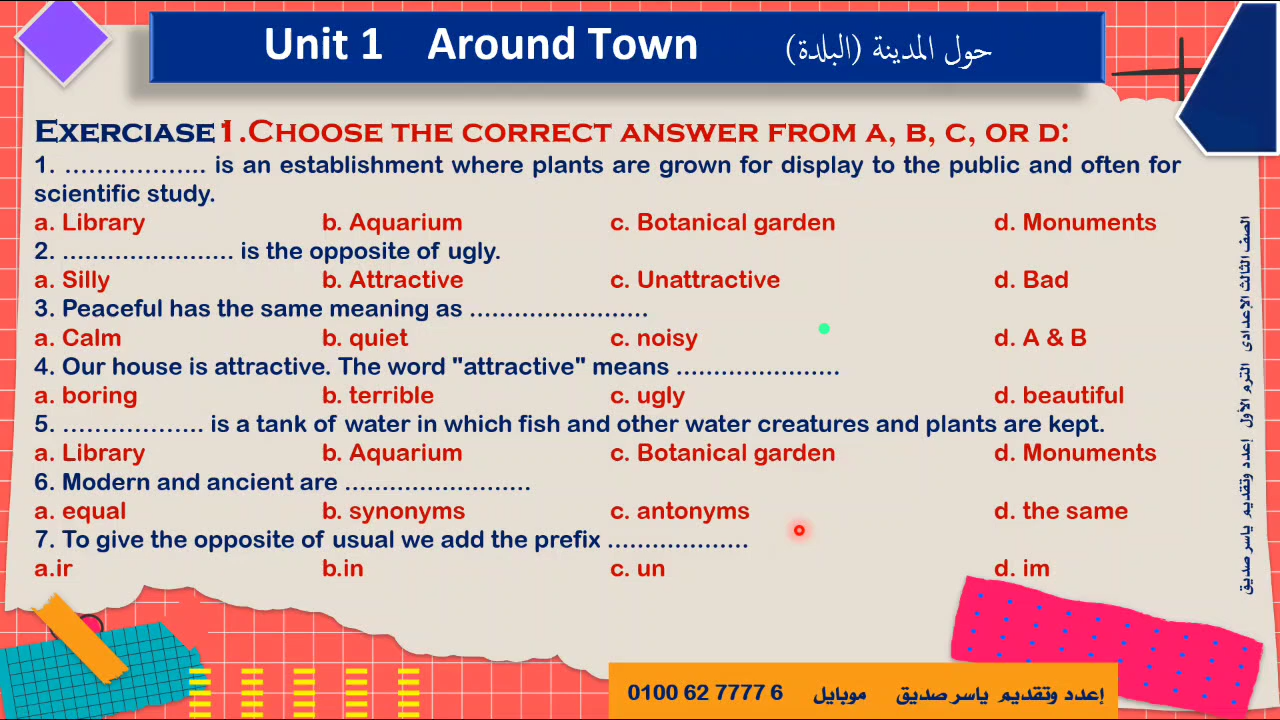 Unit 1 Around Town حول المدينة (البلدة)
EXERCIASE 1.CHOOSE THE CORRECT ANSWER FROM A, B, C, OR D:
1. ……………… is an establishment where plants are grown for display to the public and often for
scientific study.
a. Library b. Aquarium c. Botanical garden d. Monuments
2. ………………….. is the opposite of ugly.
a. Silly b. Attractive c. Unattractive d. Bad
3. Peaceful has the same meaning as ……………………
a. Calm b. quiet c. noisy d. A & B
4. Our house is attractive. The word "attractive" means ………………….
a. boring b. terrible c. ugly d. beautiful
5. ………………. is a tank of water in which fish and other water creatures and plants are kept.
a. Library b. Aquarium c. Botanical garden d. Monuments
6. Modern and ancient are …………………….
a. equal b. synonyms c. antonyms d. the same
7. To give the opposite of usual we add the prefix ……………….
a.ir b.in c. un d. im
الصف الثالث الإعدادى الترم الأول إعدد وتقديم ياسر صديق
إعدد وتقديم ياسر صديق موبايل 0100 62 7777 6